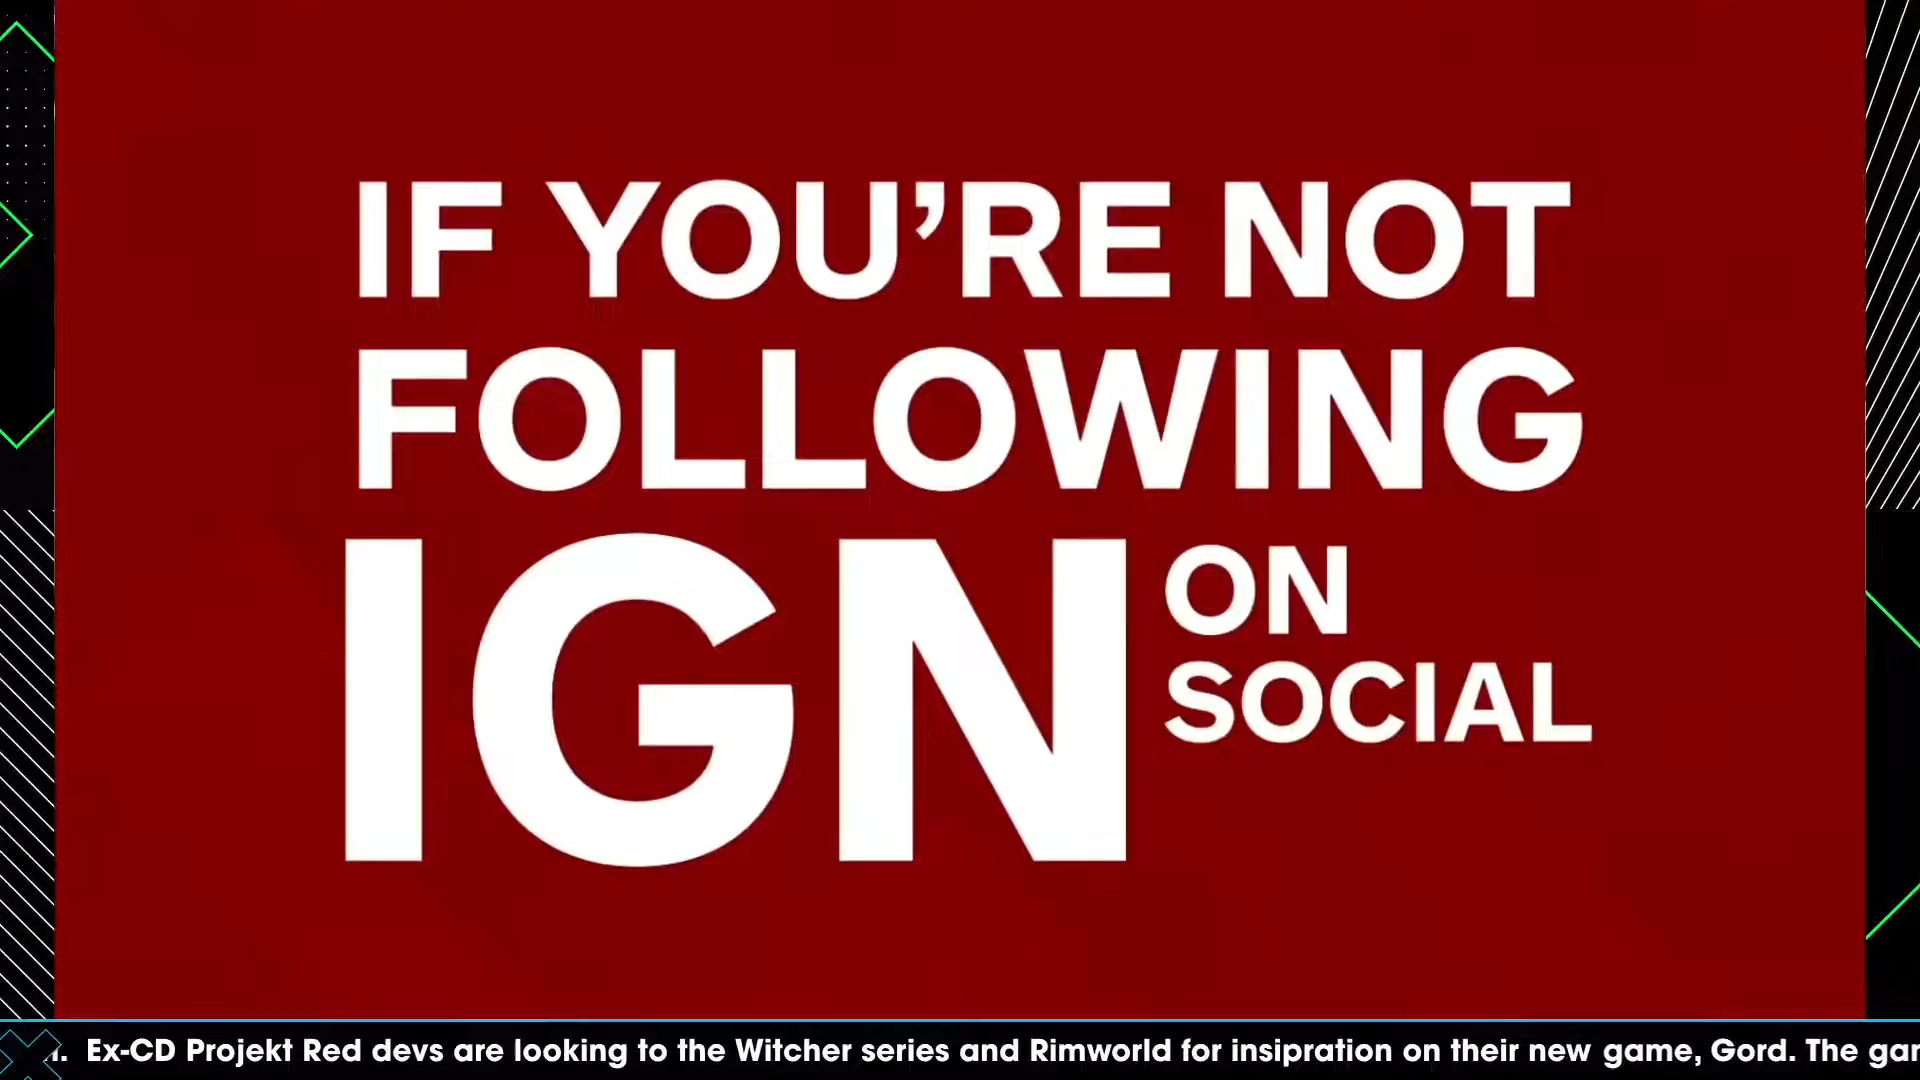 IF YOU’RE NOT
FOLLOWING
IGN
ON
SOCIAL
Ex-CD Projekt Red devs are looking to the Witcher series and Rimworld for insipration on their new game, Gord. The